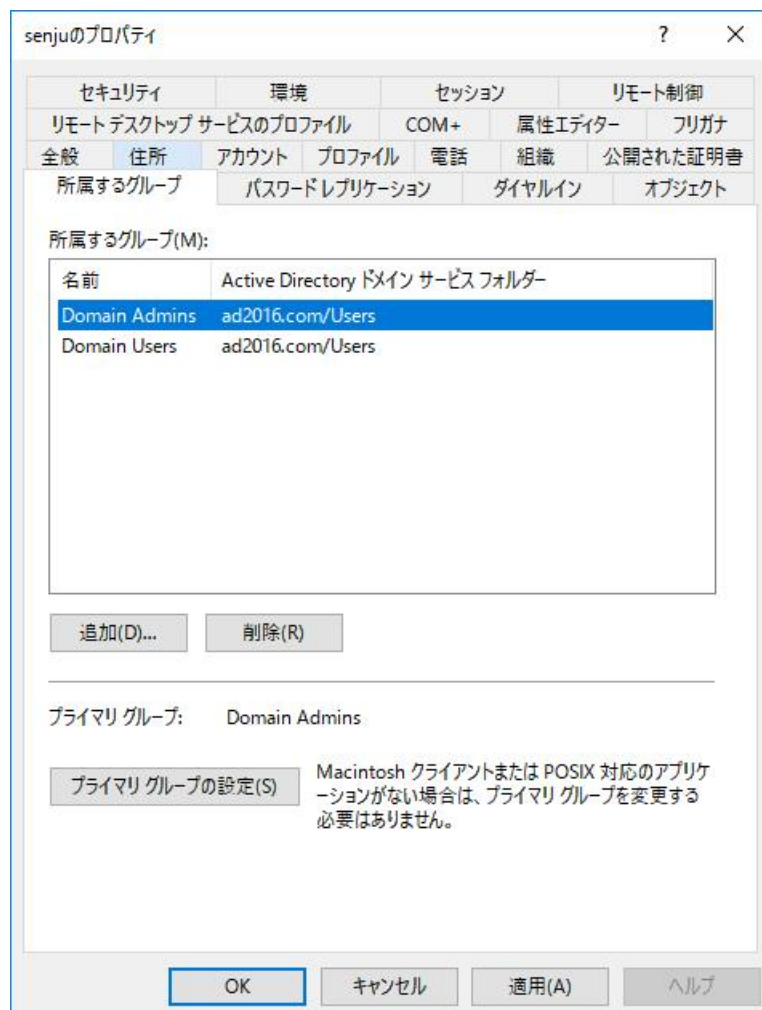 senjuのプロパティ
?
セキュリティ 環境 セッション リモート制御
リモート デスクトップ サービスのプロファイル COM+ 属性エディター フリガナ
全般 住所 アカウント プロファイル 電話 組織 公開された証明書
所属するグループ パスワード レプリケーション ダイヤルイン オブジェクト
所属するグループ(M):
名前 Active Directory ドメイン サービス フォルダー
Domain Admins ad2016.com/Users
Domain Users ad2016.com/Users
追加(D)... 削除(R)
プライマリ グループ: Domain Admins
プライマリ グループの設定(S)
Macintosh クライアントまたは POSIX 対応のアプリケ
ーションがない場合は、プライマリ グループを変更する
必要はありません。
OK キャンセル 適用(A) ヘルプ